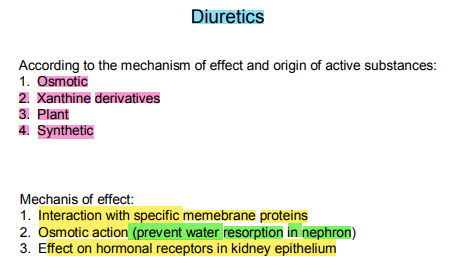 Diuretics
According to the mechanism of effect and origin of active substances:
1. Osmotic
2. Xanthine derivatives
3. Plant
4. Synthetic
Mechanis of effect:
1. Interaction with specific memebrane proteins
2. Osmotic action (prevent water resorption in nephron)
3. Effect on hormonal receptors in kidney epithelium